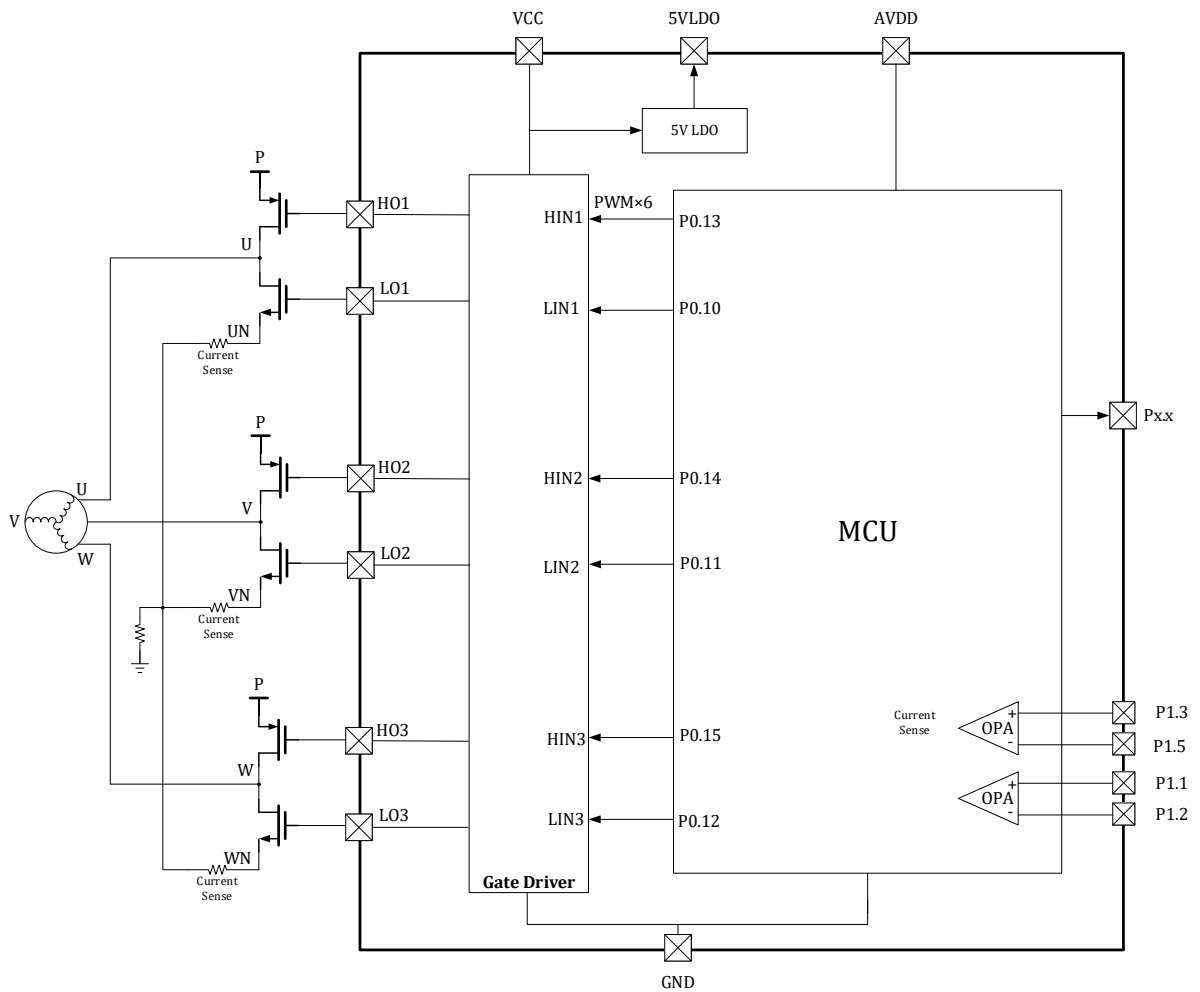 VCC
5VLDO
AVDD
5V LDO
P
HO1
HIN1
PWM×6
P0.13
U
LO1
LIN1
P0.10
UN
Current
Sense
Px.x
P
HO2
HIN2
P0.14
V
MCU
U
V
W
LO2
LIN2
P0.11
VN
Current
Sense
P
HO3
HIN3
P0.15
Current
Sense
+
OPA
-
P1.3
P1.5
W
LO3
LIN3
P0.12
+
OPA
-
P1.1
P1.2
WN
Current
Sense
Gate Driver
GND